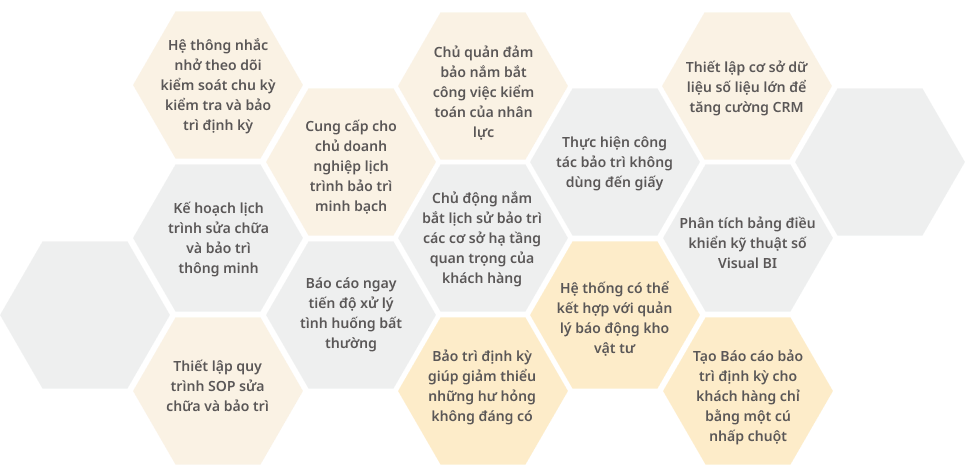 Hệ thông nhắc
nhở theo dõi
kiểm soát chu kỳ
kiểm tra và bảo
trì định kỳ
Kế hoạch lịch
trình sửa chữa
và bảo trì
thông minh
Thiết lập quy
trình SOP sửa
chữa và bảo trì
Cung cấp cho
chủ doanh
nghiệp lịch
trình bảo trì
minh bạch
Báo cáo ngay
tiến độ xử lý
tình huống bất
thường
Chủ quản đảm
bảo nắm bắt
công việc kiểm
toán của nhân
lực
Chủ động nắm
bắt lịch sử bảo trì
các cơ sở hạ tầng
quan trọng của
khách hàng
Bảo trì định kỳ
giúp giảm thiểu
những hư hỏng
không đáng có
Thực hiện công
tác bảo trì không
dùng đến giấy
Hệ thống có thể
kết hợp với quản
lý báo động kho
vật tư
Thiết lập cơ sở dữ
liệu số liệu lớn để
tăng cường CRM
Phân tích bảng điều
khiển kỹ thuật số
Visual BI
Tạo Báo cáo bảo
trì định kỳ cho
khách hàng chỉ
bằng một cú
nhấp chuột